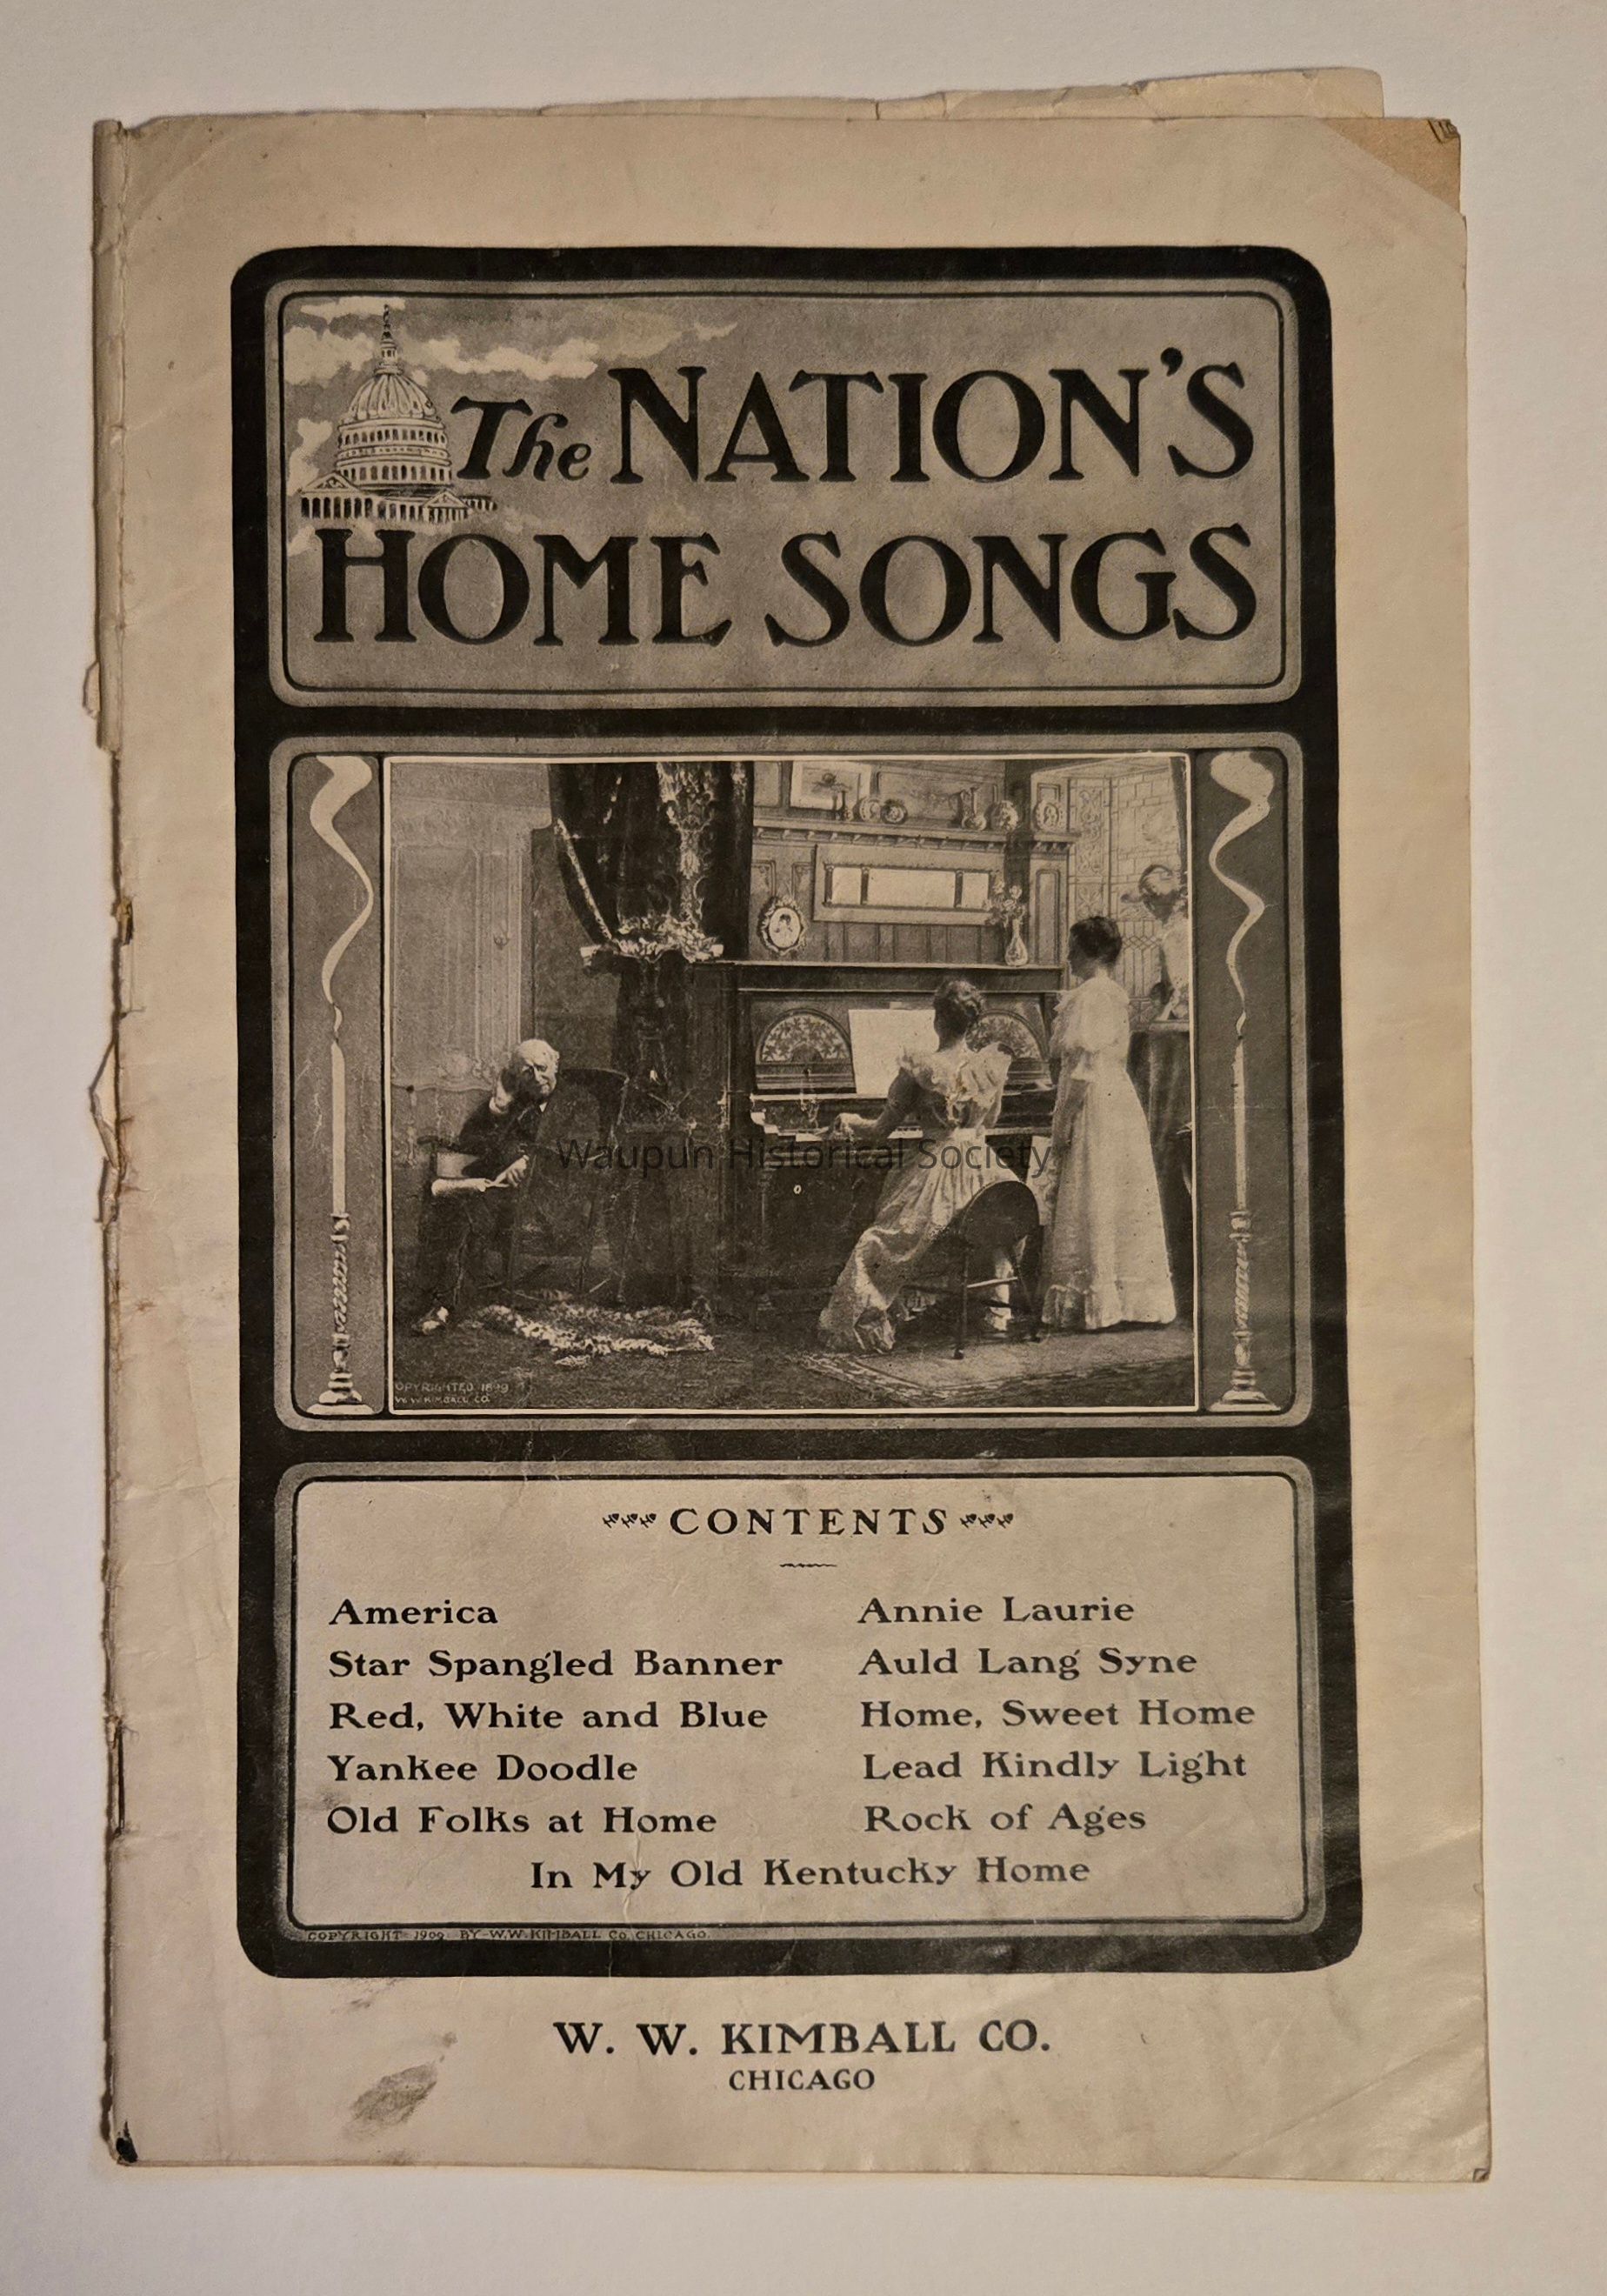 The NATION'S
HOME SONGS
Waupun Historical Society
OPYRIGHTED 1899
W. W. KIMBALL CO.
CONTENTS
America
Star Spangled Banner
Red, White and Blue
Yankee Doodle
Old Folks at Home
Annie Laurie
Auld Lang Syne
Home, Sweet Home
Lead Kindly Light
Rock of Ages
In My Old Kentucky Home
COPYRIGHT 1909 BY W.W. KIMBALL CO. CHICAGO.
W. W. KIMBALL CO.
CHICAGO